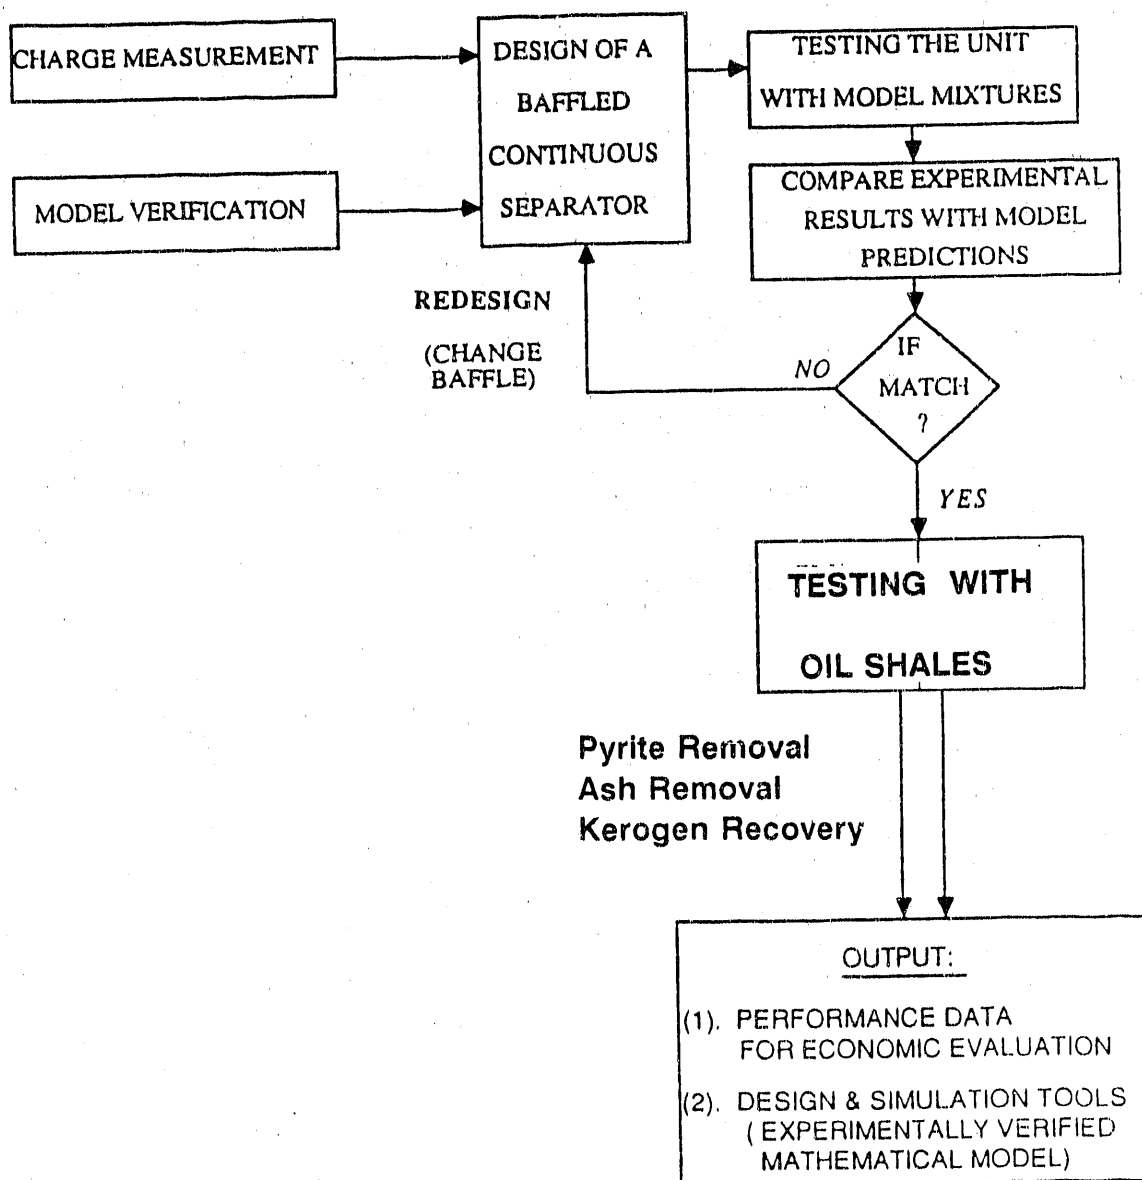 CHARGE MEASUREMENT
MODEL VERIFICATION
DESIGN OF A
BAFFLED
CONTINUOUS
SEPARATOR
TESTING THE UNIT
WITH MODEL MIXTURES
COMPARE EXPERIMENTAL
RESULTS WITH MODEL
PREDICTIONS
IF
MATCH
?
NO
REDESIGN
(CHANGE
BAFFLE)
YES
TESTING WITH
OIL SHALES
Pyrite Removal
Ash Removal
Kerogen Recovery
OUTPUT:
(1). PERFORMANCE DATA
FOR ECONOMIC EVALUATION
(2). DESIGN & SIMULATION TOOLS
( EXPERIMENTALLY VERIFIED
MATHEMATICAL MODEL)